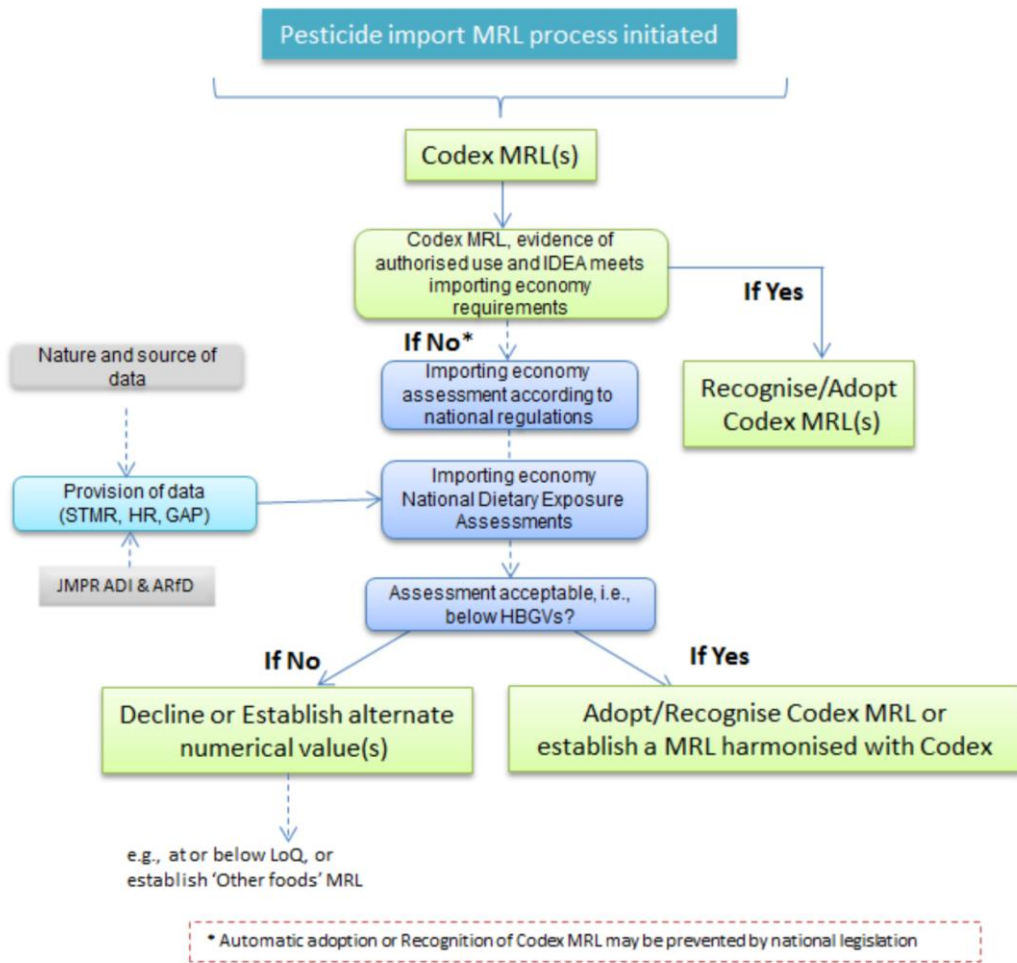 Pesticide import MRL process initiated
Codex MRL(s)
Codex MRL, evidence of
authorised use and IDEA meets
importing economy
requirements
If Yes
If No*
Nature and source of
data
Importing economy
assessment according to
national regulations
Recognise/Adopt
Codex MRL(s)
Provision of data
(STMR, HR, GAP)
Importing economy
National Dietary Exposure
Assessments
JMPR ADI & ARfD
Assessment acceptable, i.e.,
below HBGVs?
If No
If Yes
Decline or Establish alternate
numerical value(s)
Adopt/Recognise Codex MRL or
establish a MRL harmonised with Codex
e.g., at or below LoQ, or
establish ‘Other foods’ MRL
* Automatic adoption or Recognition of Codex MRL may be prevented by national legislation